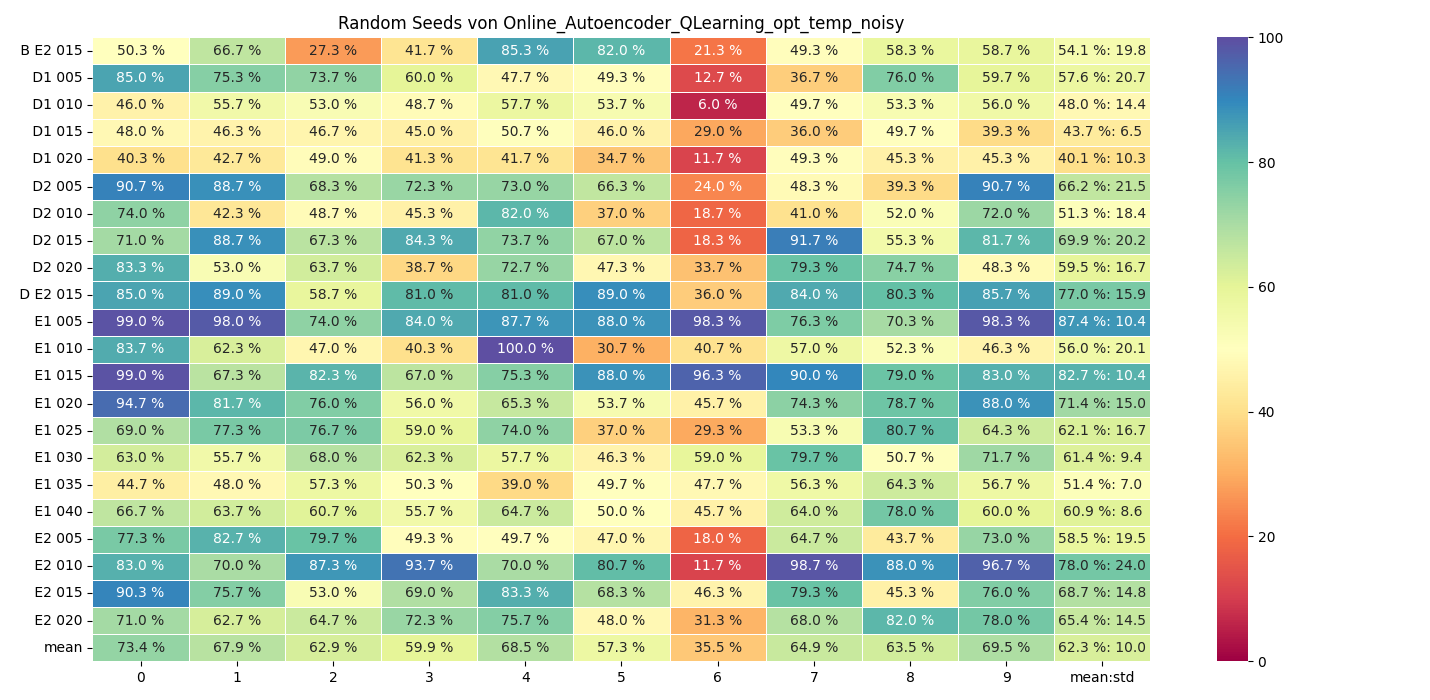 Random Seeds von Online_Autoencoder_QLearning_opt_temp_noisy
B E2 015 50.3 % 66.7 % 27.3 % 41.7 % 85.3 % 82.0 % 21.3 % 49.3 % 58.3 % 58.7 % 54.1 %: 19.8
D1 005 85.0 % 75.3 % 73.7 % 60.0 % 47.7 % 49.3 % 12.7 % 36.7 % 76.0 % 59.7 % 57.6 %: 20.7
D1 010 46.0 % 55.7 % 53.0 % 48.7 % 57.7 % 53.7 % 6.0 % 49.7 % 53.3 % 56.0 % 48.0 %: 14.4
D1 015 48.0 % 46.3 % 46.7 % 45.0 % 50.7 % 46.0 % 29.0 % 36.0 % 49.7 % 39.3 % 43.7 %: 6.5
D1 020 40.3 % 42.7 % 49.0 % 41.3 % 41.7 % 34.7 % 11.7 % 49.3 % 45.3 % 45.3 % 40.1 %: 10.3
D2 005 90.7 % 88.7 % 68.3 % 72.3 % 73.0 % 66.3 % 24.0 % 48.3 % 39.3 % 90.7 % 66.2 %: 21.5
D2 010 74.0 % 42.3 % 48.7 % 45.3 % 82.0 % 37.0 % 18.7 % 41.0 % 52.0 % 72.0 % 51.3 %: 18.4
D2 015 71.0 % 88.7 % 67.3 % 84.3 % 73.7 % 67.0 % 18.3 % 91.7 % 55.3 % 81.7 % 69.9 %: 20.2
D2 020 83.3 % 53.0 % 63.7 % 38.7 % 72.7 % 47.3 % 33.7 % 79.3 % 74.7 % 48.3 % 59.5 %: 16.7
D E2 015 85.0 % 89.0 % 58.7 % 81.0 % 81.0 % 89.0 % 36.0 % 84.0 % 80.3 % 85.7 % 77.0 %: 15.9
E1 005 99.0 % 98.0 % 74.0 % 84.0 % 87.7 % 88.0 % 98.3 % 76.3 % 70.3 % 98.3 % 87.4 %: 10.4
E1 010 83.7 % 62.3 % 47.0 % 40.3 % 100.0 % 30.7 % 40.7 % 57.0 % 52.3 % 46.3 % 56.0 %: 20.1
E1 015 99.0 % 67.3 % 82.3 % 67.0 % 75.3 % 88.0 % 96.3 % 90.0 % 79.0 % 83.0 % 82.7 %: 10.4
E1 020 94.7 % 81.7 % 76.0 % 56.0 % 65.3 % 53.7 % 45.7 % 74.3 % 78.7 % 88.0 % 71.4 %: 15.0
E1 025 69.0 % 77.3 % 76.7 % 59.0 % 74.0 % 37.0 % 29.3 % 53.3 % 80.7 % 64.3 % 62.1 %: 16.7
E1 030 63.0 % 55.7 % 68.0 % 62.3 % 57.7 % 46.3 % 59.0 % 79.7 % 50.7 % 71.7 % 61.4 %: 9.4
E1 035 44.7 % 48.0 % 57.3 % 50.3 % 39.0 % 49.7 % 47.7 % 56.3 % 64.3 % 56.7 % 51.4 %: 7.0
E1 040 66.7 % 63.7 % 60.7 % 55.7 % 64.7 % 50.0 % 45.7 % 64.0 % 78.0 % 60.0 % 60.9 %: 8.6
E2 005 77.3 % 82.7 % 79.7 % 49.3 % 49.7 % 47.0 % 18.0 % 64.7 % 43.7 % 73.0 % 58.5 %: 19.5
E2 010 83.0 % 70.0 % 87.3 % 93.7 % 70.0 % 80.7 % 11.7 % 98.7 % 88.0 % 96.7 % 78.0 %: 24.0
E2 015 90.3 % 75.7 % 53.0 % 69.0 % 83.3 % 68.3 % 46.3 % 79.3 % 45.3 % 76.0 % 68.7 %: 14.8
E2 020 71.0 % 62.7 % 64.7 % 72.3 % 75.7 % 48.0 % 31.3 % 68.0 % 82.0 % 78.0 % 65.4 %: 14.5
mean 73.4 % 67.9 % 62.9 % 59.9 % 68.5 % 57.3 % 35.5 % 64.9 % 63.5 % 69.5 % 62.3 %: 10.0
0 1 2 3 4 5 6 7 8 9 mean:std
100
80
60
40
20
0